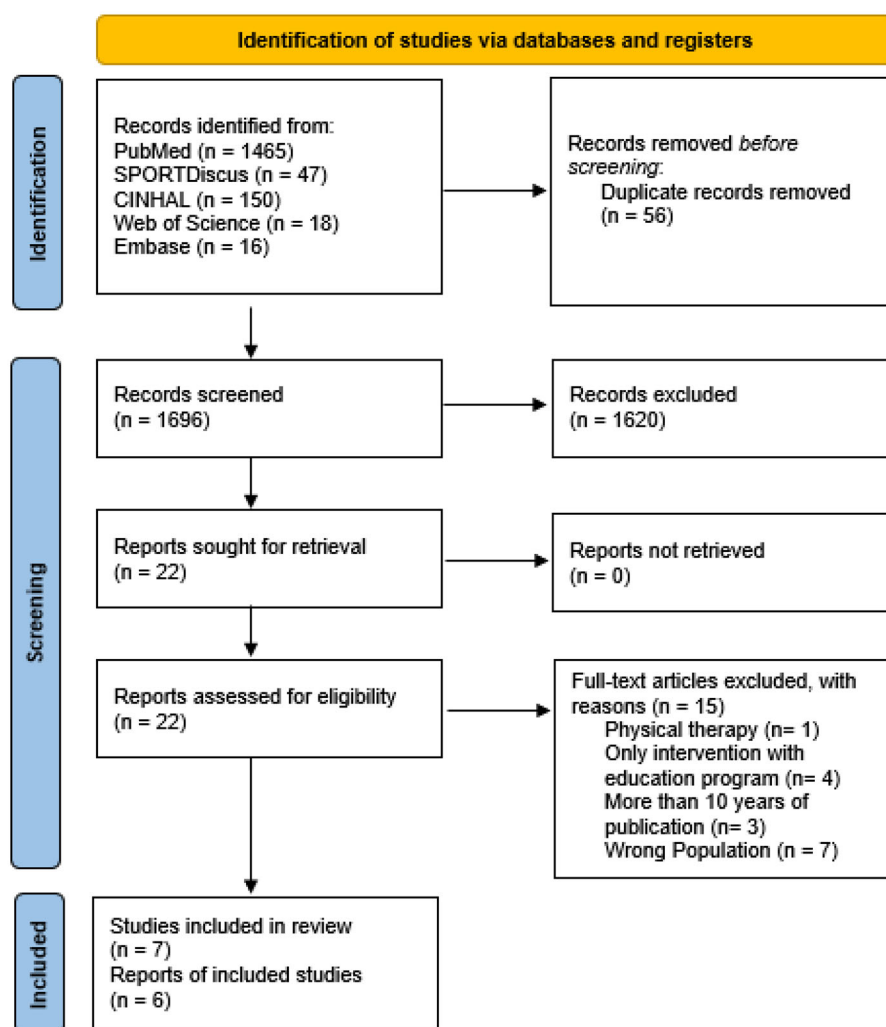 Identification of studies via databases and registers
Identification
Records identified from:
PubMed (n = 1465)
SPORTDiscus (n = 47)
CINHAL (n = 150)
Web of Science (n = 18)
Embase (n = 16)
Records removed before
screening:
Duplicate records removed
(n = 56)
Screening
Records screened
(n = 1696)
Records excluded
(n = 1620)
Reports sought for retrieval
(n = 22)
Reports not retrieved
(n = 0)
Reports assessed for eligibility
(n = 22)
Full-text articles excluded, with
reasons (n = 15)
Physical therapy (n= 1)
Only intervention with
education program (n= 4)
More than 10 years of
publication (n= 3)
Wrong Population (n = 7)
Included
Studies included in review
(n = 7)
Reports of included studies
(n = 6)